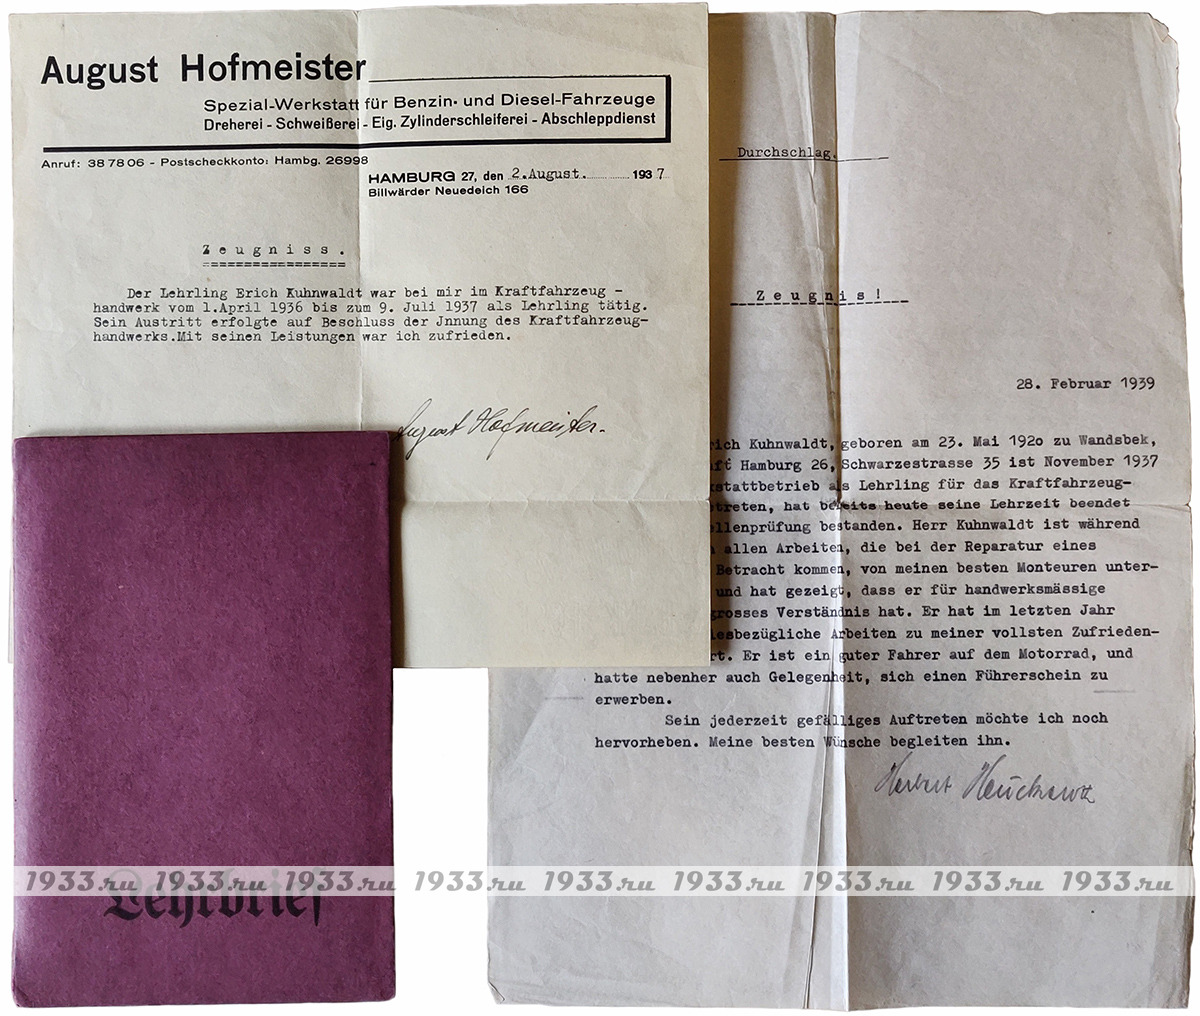 August Hofmeister
Spezial-Werkstatt für Benzin- und Diesel-Fahrzeuge
Dreherei - Schweißerei - Eig. Zylinderschleiferei - Abschleppdienst
Anruf: 38 78 06 - Postscheckkonto: Hambg. 26998
HAMBURG 27, den 2.August. 1937
Billwärder Neuedeich 166
Zeugniss.
Der Lehrling Erich Kuhnwaldt war bei mir im Kraftfahrzeug -
handwerk vom 1.April 1936 bis zum 9. Juli 1937 als Lehrling tätig.
Sein Austritt erfolgte auf Beschluss der Jnnung des Kraftfahrzeug-
handwerks.Mit seinen Leistungen war ich zufrieden.
August Hofmeister.
Durchschlag.
Zeugnis!
28. Februar 1939
rich Kuhnwaldt, geboren am 23. Mai 1920 zu Wandsbek,
ft Hamburg 26, Schwarzestrasse 35 ist November 1937
stattbetrieb als Lehrling für das Kraftfahrzeug-
treten, hat bereits heute seine Lehrzeit beendet
llenprüfung bestanden. Herr Kuhnwaldt ist während
allen Arbeiten, die bei der Reparatur eines
Betracht kommen, von meinen besten Monteuren unter-
und hat gezeigt, dass er für handwerksmässige
grosses Verständnis hat. Er hat im letzten Jahr
iesbezügliche Arbeiten zu meiner vollsten Zufrieden-
rt. Er ist ein guter Fahrer auf dem Motorrad, und
hatte nebenher auch Gelegenheit, sich einen Führerschein zu
erwerben.
Sein jederzeit gefälliges Auftreten möchte ich noch
hervorheben. Meine besten Wünsche begleiten ihn.
Herbert
Lehrbrief
1933.ru 1933.ru 1933.ru 1933.ru 1933.ru 1933.ru 1933.ru 1933.ru 1933.ru